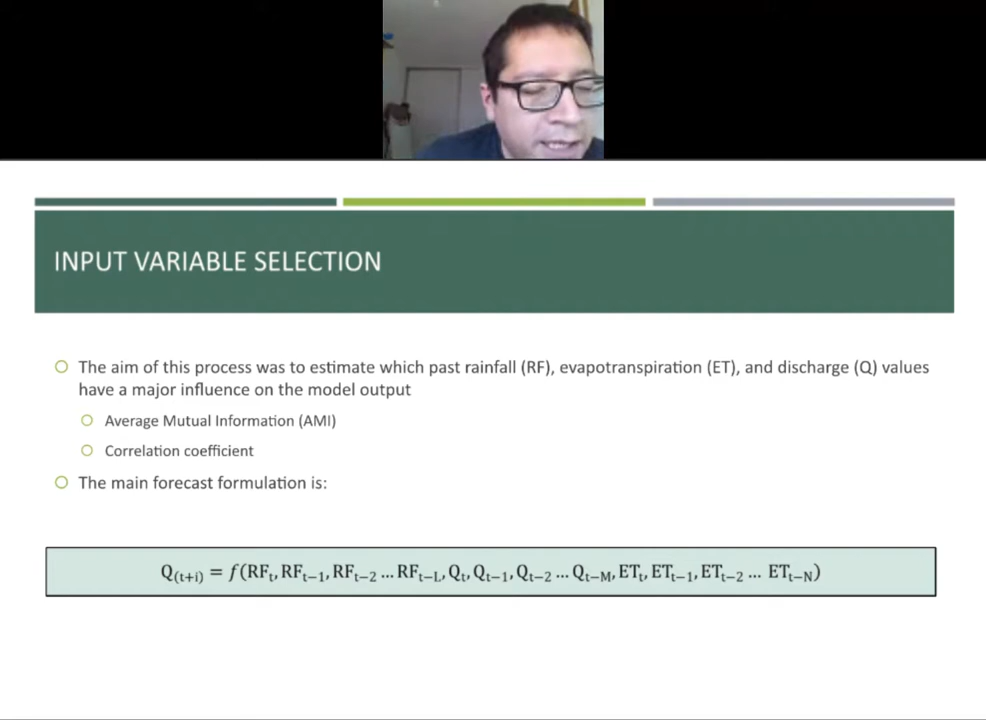 INPUT VARIABLE SELECTION
The aim of this process was to estimate which past rainfall (RF), evapotranspiration (ET), and discharge (Q) values
have a major influence on the model output
Average Mutual Information (AMI)
Correlation coefficient
The main forecast formulation is:
Q₍ₜ₊ᵢ₎ = f(RFₜ, RFₜ₋₁, RFₜ₋₂ … RFₜ₋L, Qₜ, Qₜ₋₁, Qₜ₋₂ … Qₜ₋M, ETₜ, ETₜ₋₁, ETₜ₋₂ … ETₜ₋N)